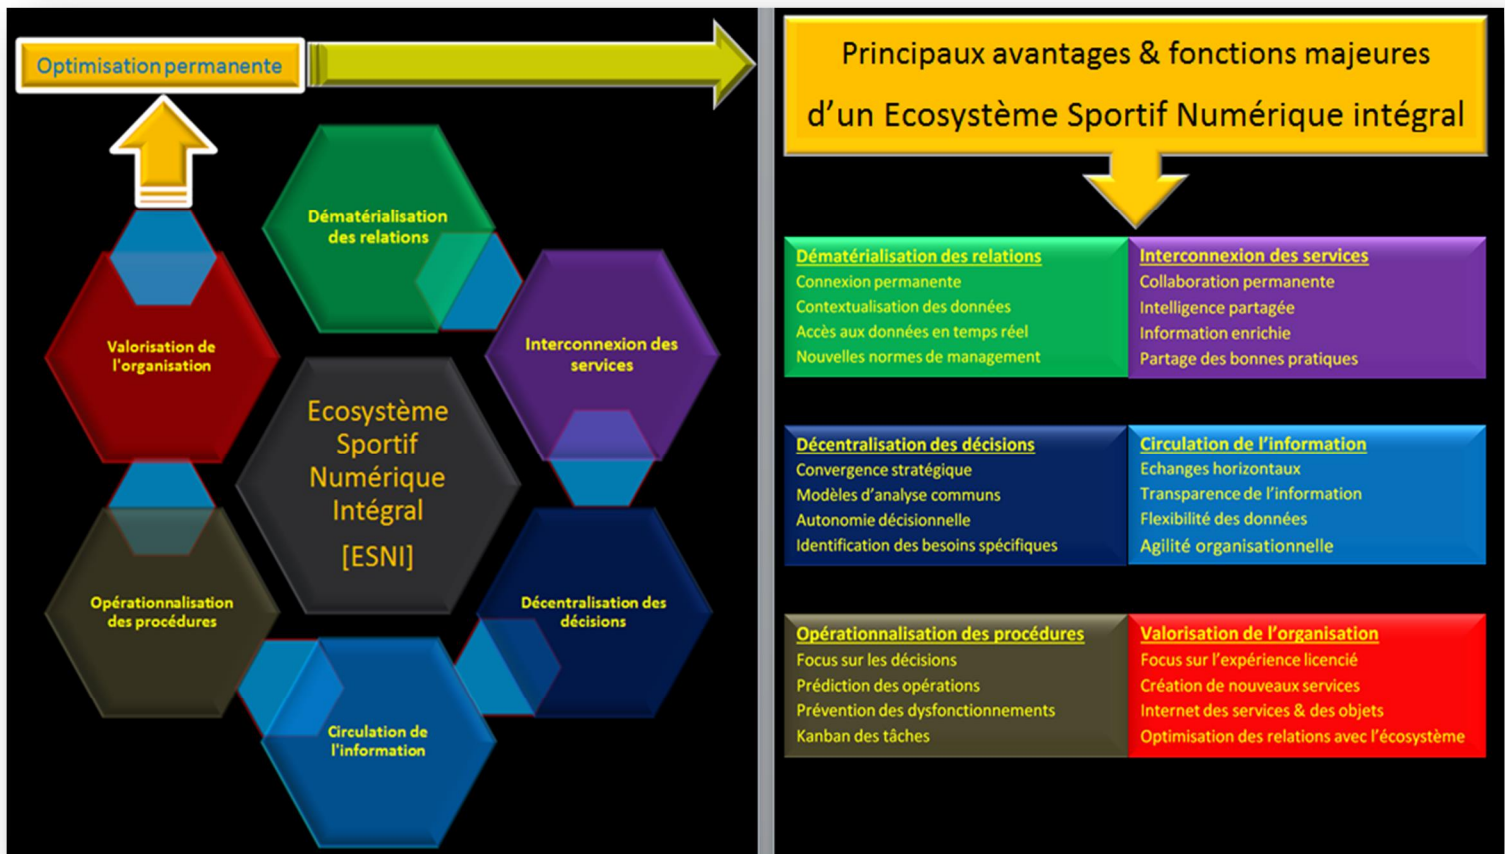 Optimisation permanente
Dématérialisation
des relations
Interconnexion des
services
Décentralisation des
décisions
Circulation de
l'information
Opérationnalisation
des procédures
Valorisation de
l'organisation
Ecosystème
Sportif
Numérique
Intégral
[ESNI]
Principaux avantages & fonctions majeures
d’un Ecosystème Sportif Numérique intégral
Dématérialisation des relations
Connexion permanente
Contextualisation des données
Accès aux données en temps réel
Nouvelles normes de management
Interconnexion des services
Collaboration permanente
Intelligence partagée
Information enrichie
Partage des bonnes pratiques
Décentralisation des décisions
Convergence stratégique
Modèles d’analyse communs
Autonomie décisionnelle
Identification des besoins spécifiques
Circulation de l’information
Echanges horizontaux
Transparence de l’information
Flexibilité des données
Agilité organisationnelle
Opérationnalisation des procédures
Focus sur les décisions
Prédiction des opérations
Prévention des dysfonctionnements
Kanban des tâches
Valorisation de l’organisation
Focus sur l’expérience licencié
Création de nouveaux services
Internet des services & des objets
Optimisation des relations avec l’écosystème